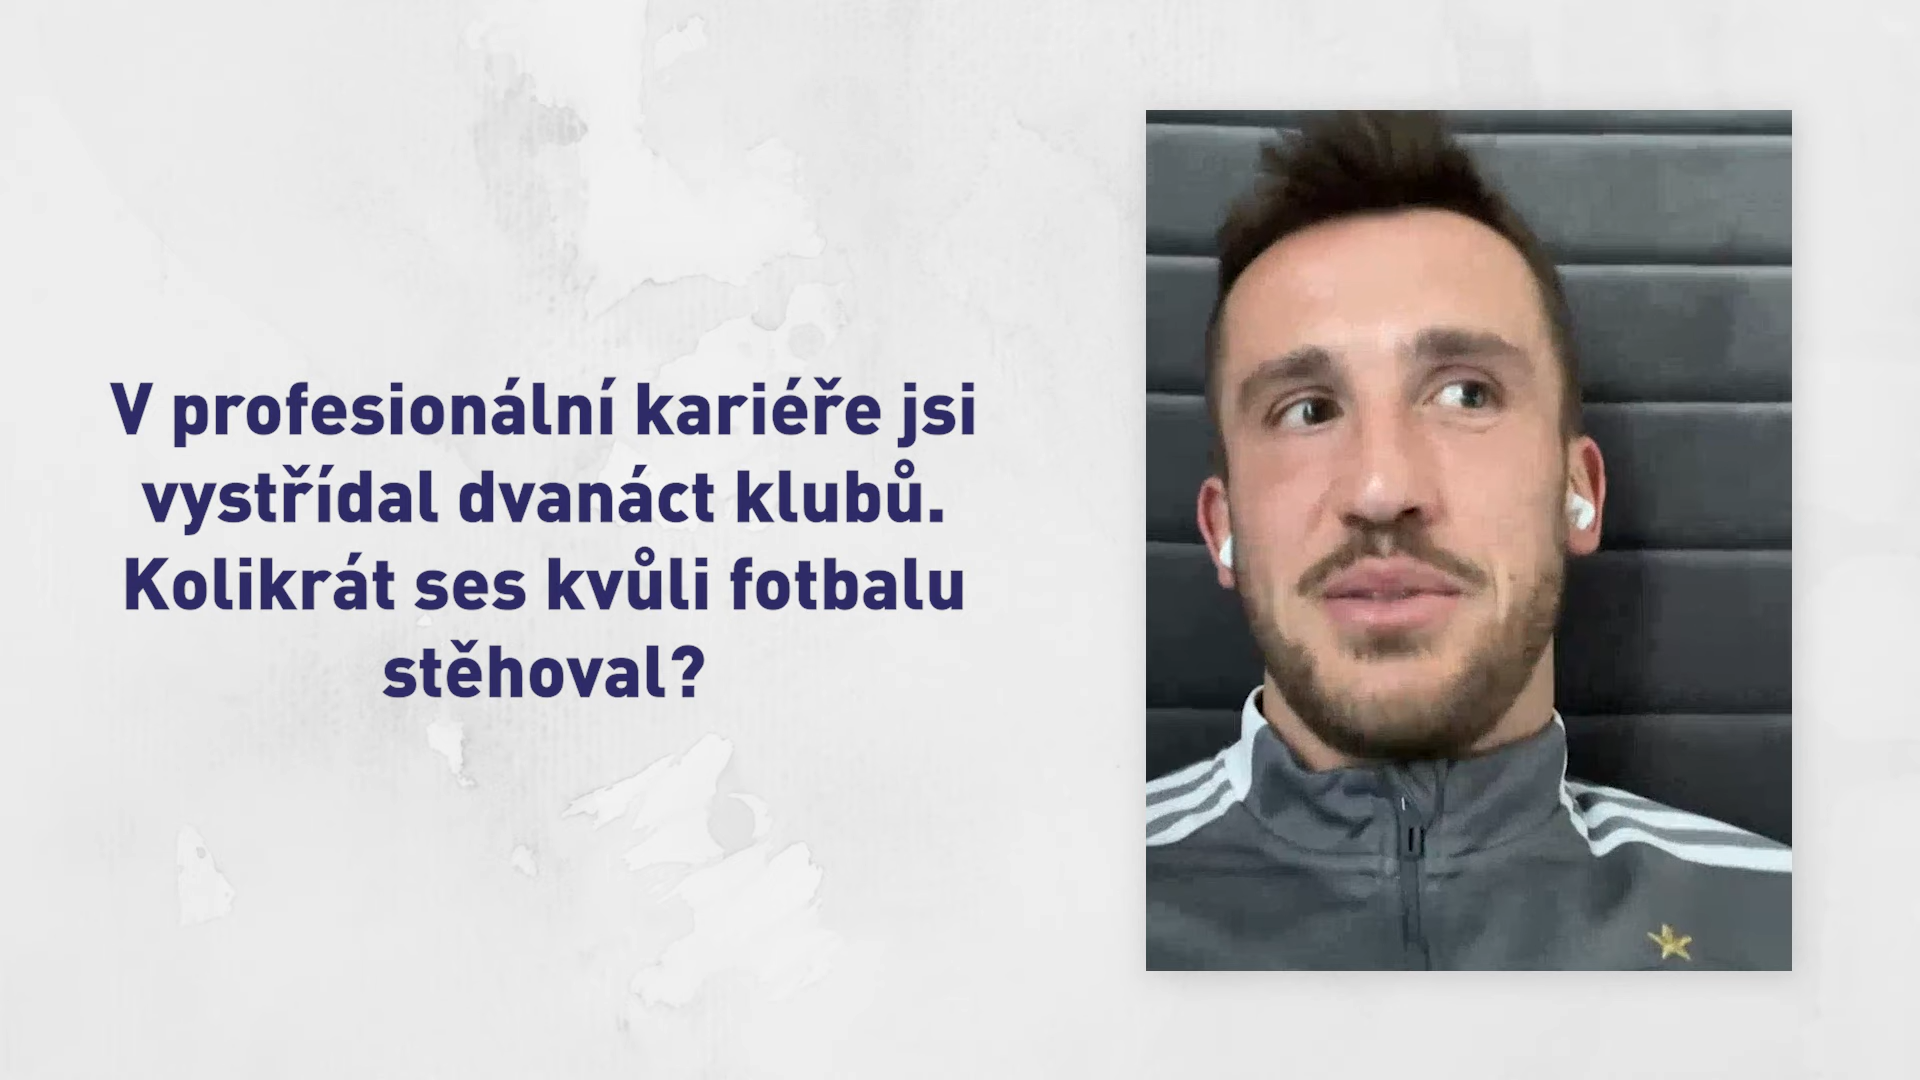 V profesionální kariéře jsi
vystřídal dvanáct klubů.
Kolikrát ses kvůli fotbalu
stěhoval?